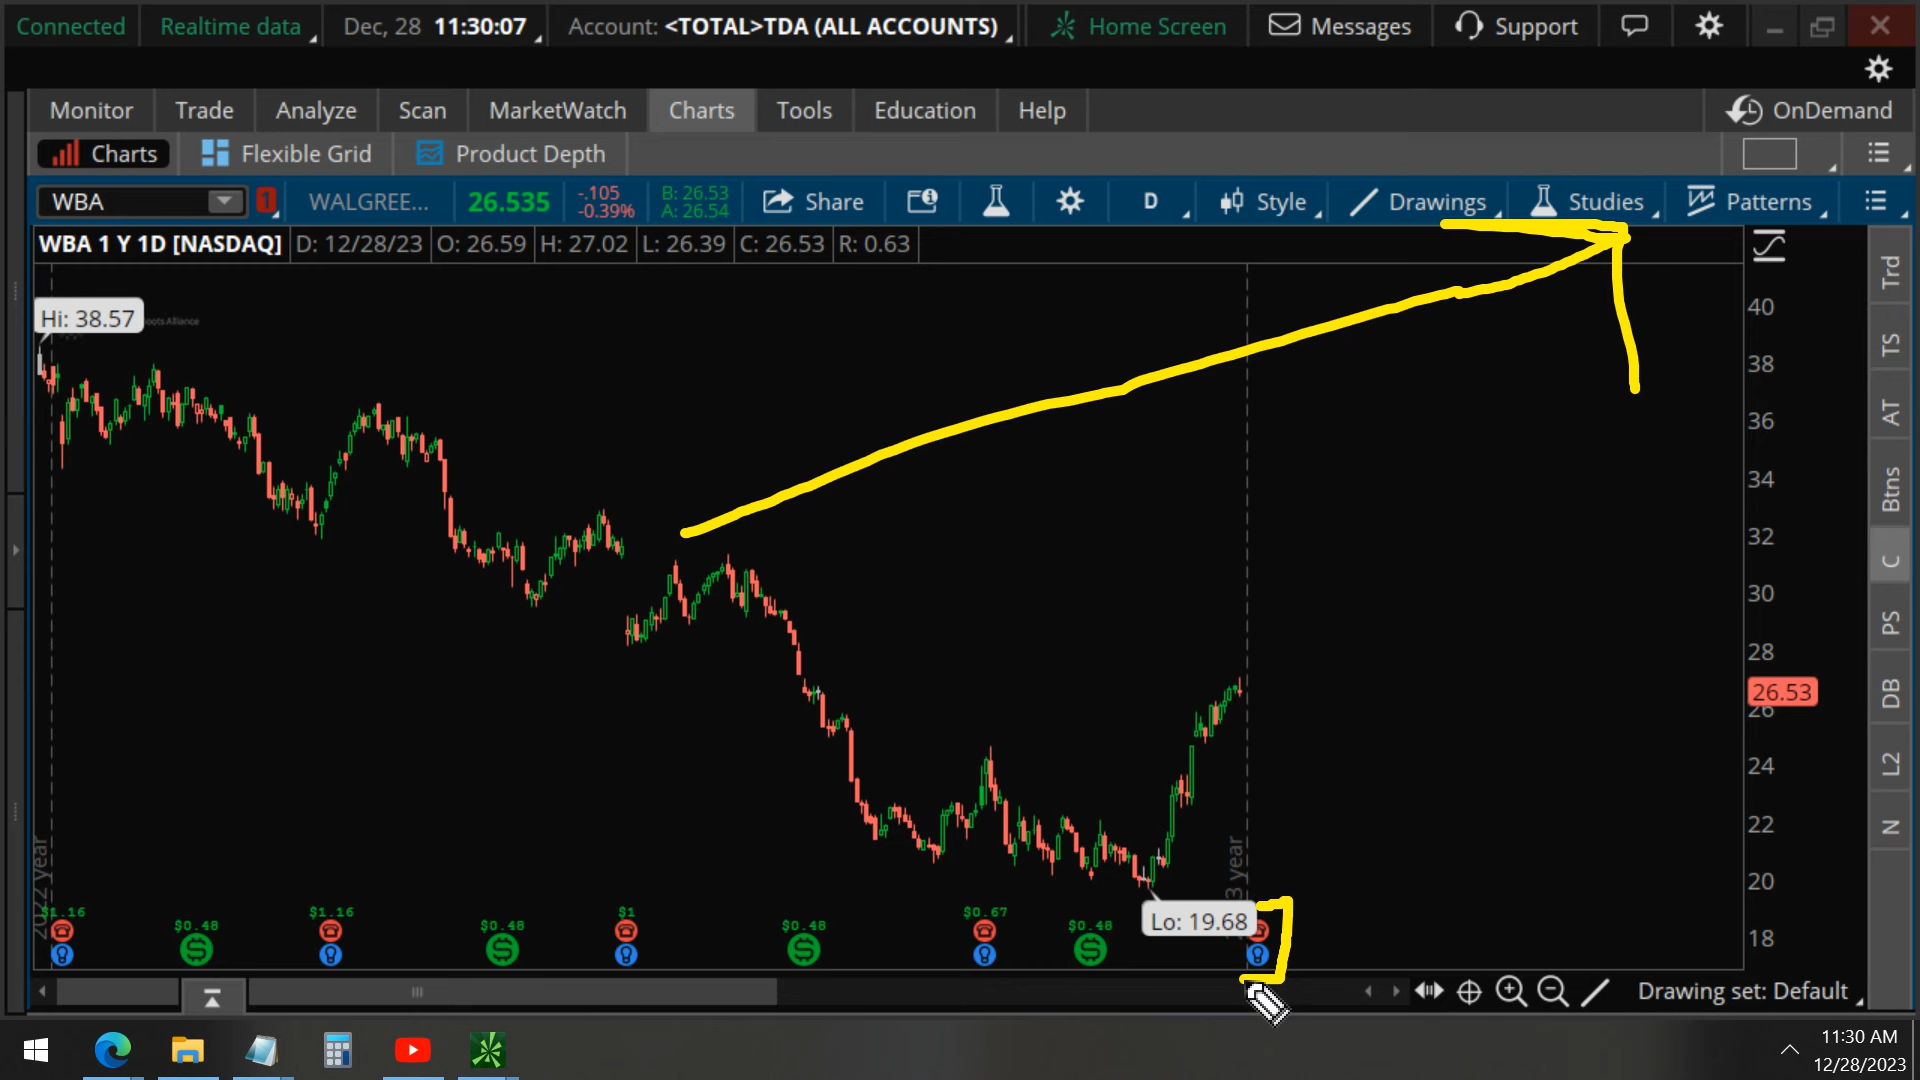 Connected Realtime data Dec, 28 11:30:07 Account: <TOTAL>TDA (ALL ACCOUNTS) Home Screen Messages Support
Monitor Trade Analyze Scan MarketWatch Charts Tools Education Help OnDemand
Charts Flexible Grid Product Depth
WBA 1 WALGREE... 26.535 -.105 -0.39% B: 26.53 A: 26.54 Share D Style Drawings Studies Patterns
WBA 1 Y 1D [NASDAQ] D: 12/28/23 O: 26.59 H: 27.02 L: 26.39 C: 26.53 R: 0.63
Hi: 38.57
40
38
36
34
32
30
28
26.53
26
24
22
20
18
Trd
TS
AT
Btns
C
PS
DB
L2
N
2022 year
3 year
$1.16 $0.48 $1.16 $0.48 $1 $0.48 $0.67 $0.48
Lo: 19.68
Drawing set: Default
11:30 AM
12/28/2023